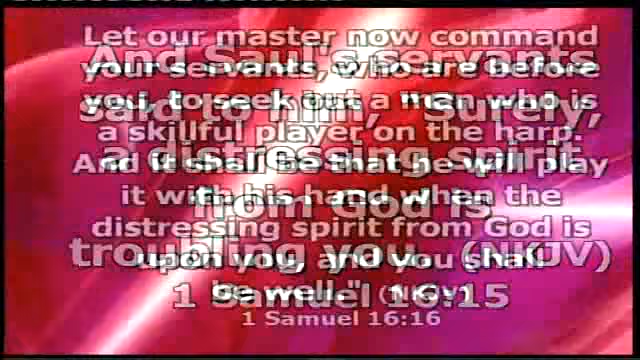 And Saul's servants
said to him, "Surely,
a distressing spirit
from God is
troubling you. (NKJV)
1 Samuel 16:15
Let our master now command
your servants, who are before
you, to seek out a man who is
a skillful player on the harp.
And it shall be that he will play
it with his hand when the
distressing spirit from God is
upon you, and you shall
be well." (NKJV)
1 Samuel 16:16